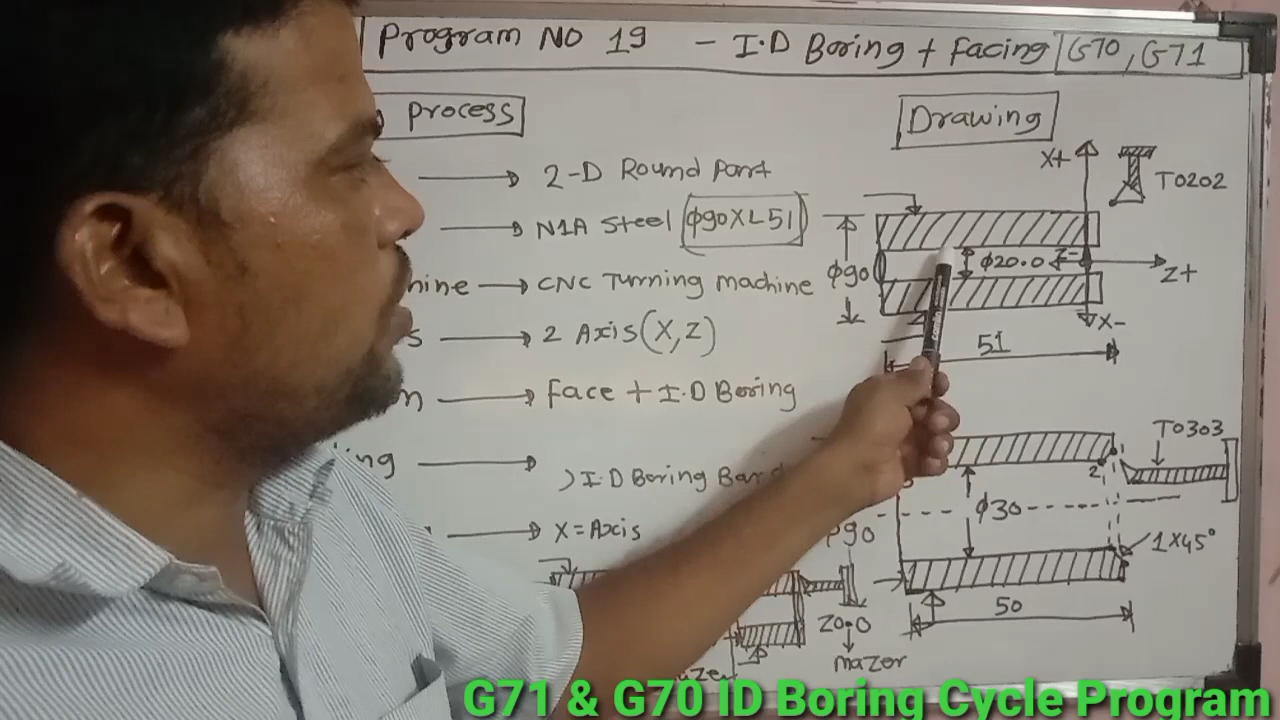 Program NO 19 - I.D Boring + facing G70, G71
process
Drawing
2-D Round Part
N1A Steel φ90XL51
CNC Turning machine
2 Axis (X, Z)
face + I.D Boring
I.D Boring
X = Axis
X+
T0202
φ90
φ20.0
Z-
Z+
X-
51
T0303
2
φ30
φ90
1X45°
50
Z0.0
mazor
G71 & G70 ID Boring Cycle Program